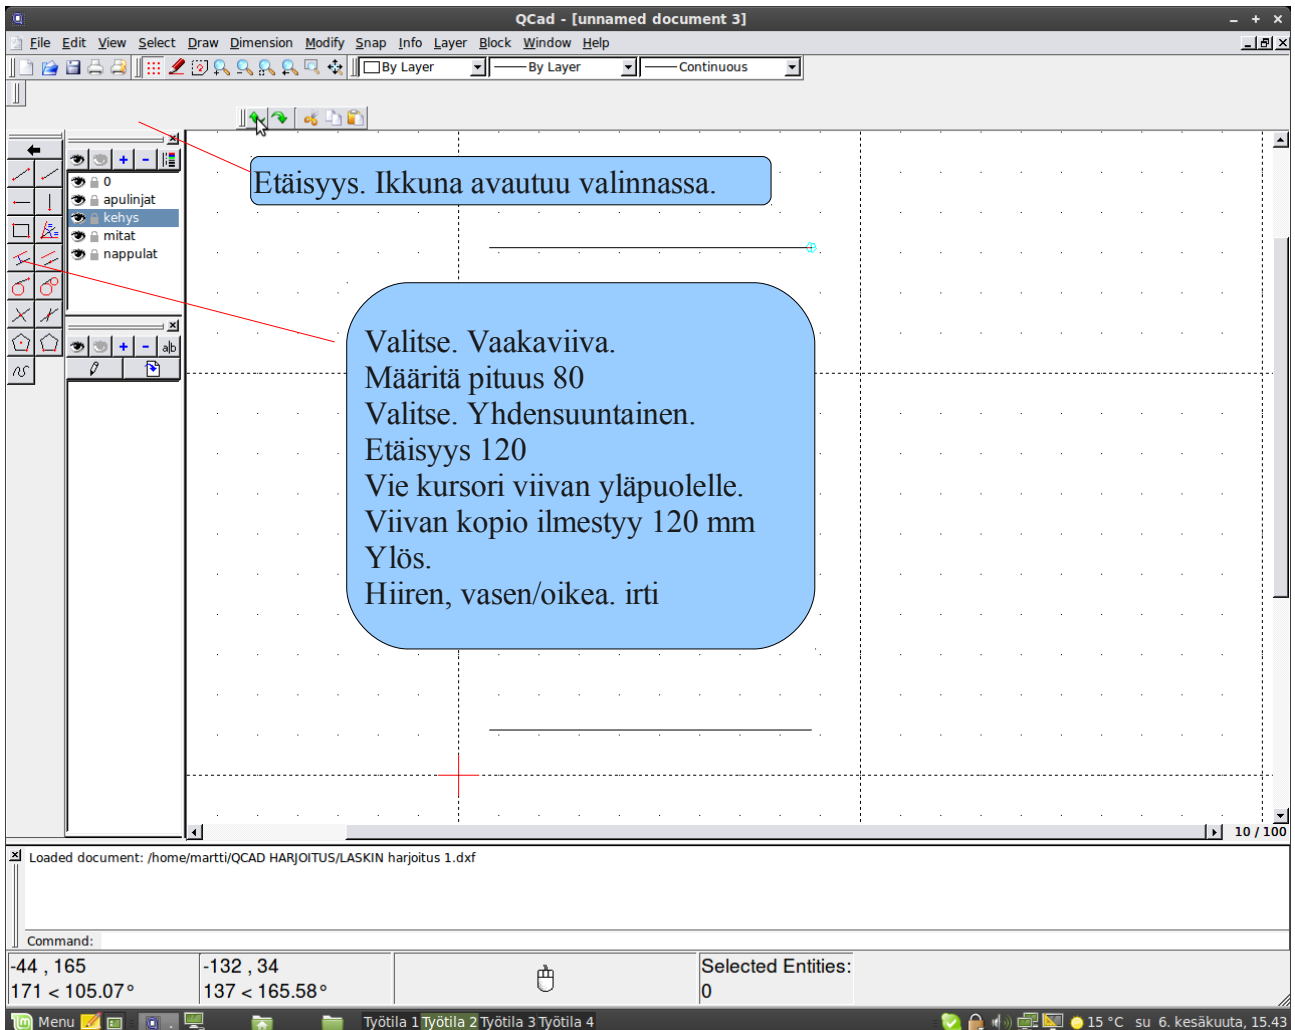 QCad - [unnamed document 3]
File Edit View Select Draw Dimension Modify Snap Info Layer Block Window Help
By Layer By Layer Continuous
0
apulinjat
kehys
mitat
nappulat
a|b
Etäisyys. Ikkuna avautuu valinnassa.
Valitse. Vaakaviiva.
Määritä pituus 80
Valitse. Yhdensuuntainen.
Etäisyys 120
Vie kursori viivan yläpuolelle.
Viivan kopio ilmestyy 120 mm
Ylös.
Hiiren, vasen/oikea. irti
10 / 100
Loaded document: /home/martti/QCAD HARJOITUS/LASKIN harjoitus 1.dxf
Command:
-44 , 165 -132 , 34 Selected Entities:
171 < 105.07° 137 < 165.58° 0
Menu Työtila 1 Työtila 2 Työtila 3 Työtila 4 15 °C su 6. kesäkuuta, 15.43